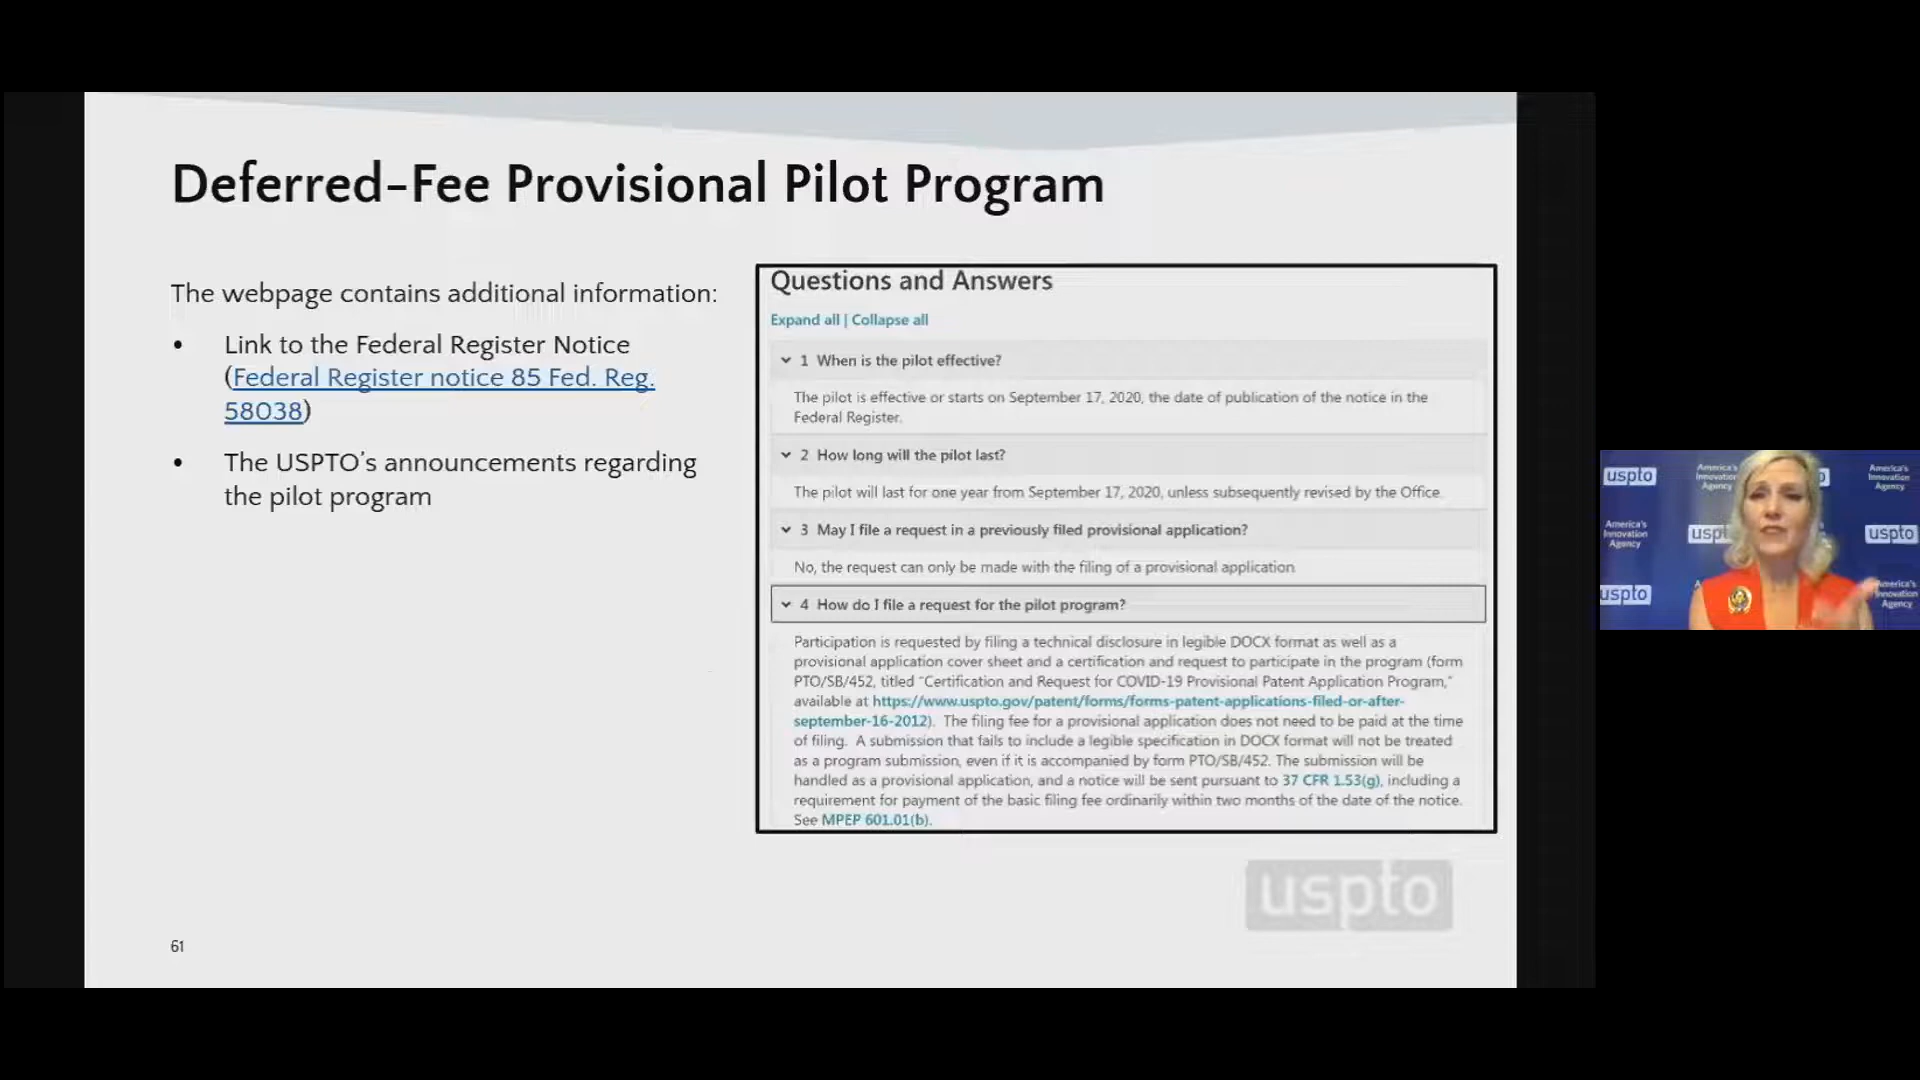 Deferred-Fee Provisional Pilot Program
The webpage contains additional information:
• Link to the Federal Register Notice
(Federal Register notice 85 Fed. Reg.
58038)
• The USPTO's announcements regarding
the pilot program
Questions and Answers
Expand all | Collapse all
1 When is the pilot effective?
The pilot is effective or starts on September 17, 2020, the date of publication of the notice in the
Federal Register.
2 How long will the pilot last?
The pilot will last for one year from September 17, 2020, unless subsequently revised by the Office.
3 May I file a request in a previously filed provisional application?
No, the request can only be made with the filing of a provisional application.
4 How do I file a request for the pilot program?
Participation is requested by filing a technical disclosure in legible DOCX format as well as a
provisional application cover sheet and a certification and request to participate in the program (form
PTO/SB/452, titled "Certification and Request for COVID-19 Provisional Patent Application Program,"
available at https://www.uspto.gov/patent/forms/forms-patent-applications-filed-or-after-
september-16-2012). The filing fee for a provisional application does not need to be paid at the time
of filing. A submission that fails to include a legible specification in DOCX format will not be treated
as a program submission, even if it is accompanied by form PTO/SB/452. The submission will be
handled as a provisional application, and a notice will be sent pursuant to 37 CFR 1.53(g), including a
requirement for payment of the basic filing fee ordinarily within two months of the date of the notice.
See MPEP 601.01(b).
uspto
61
uspto
America's
Innovation
Agency
America's
Innovation
Agency
America's
Innovation
Agency
uspto
uspto
America's
Innovation
Agency